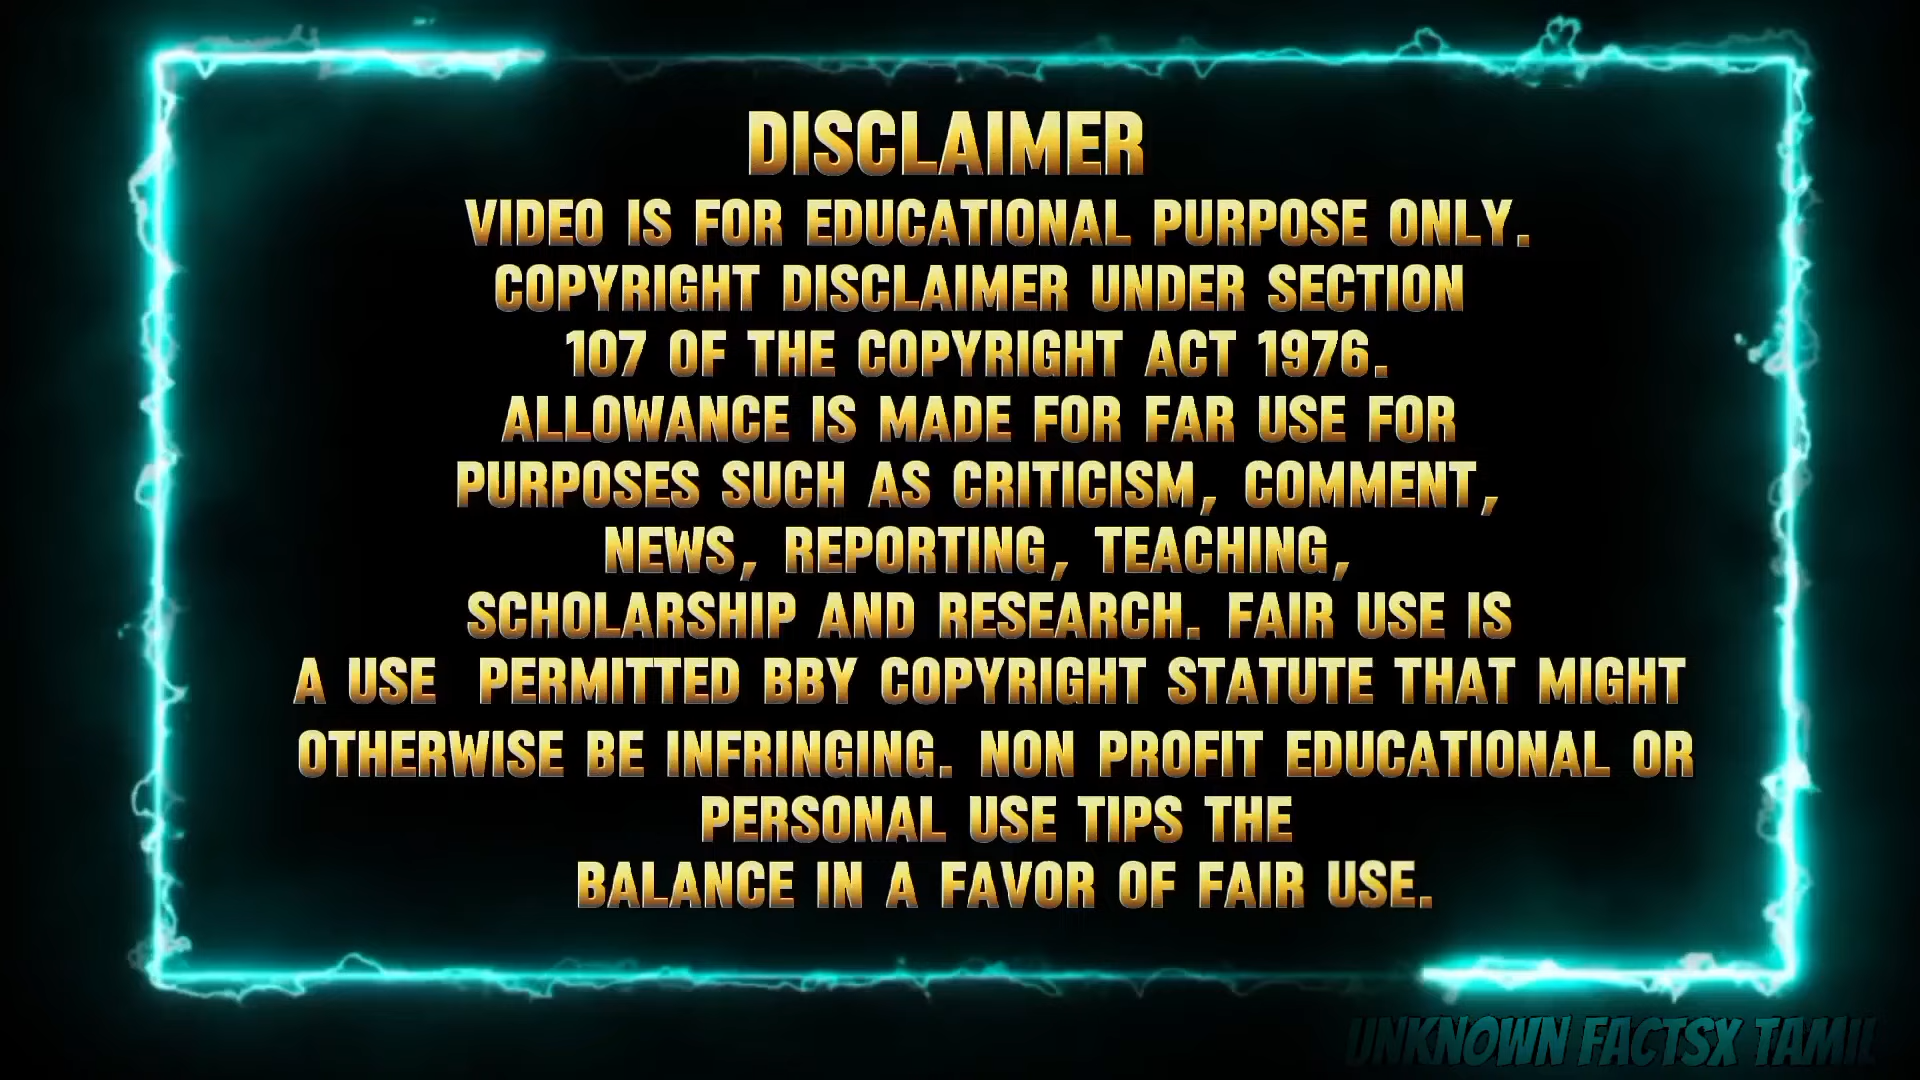 DISCLAIMER
VIDEO IS FOR EDUCATIONAL PURPOSE ONLY.
COPYRIGHT DISCLAIMER UNDER SECTION
107 OF THE COPYRIGHT ACT 1976.
ALLOWANCE IS MADE FOR FAR USE FOR
PURPOSES SUCH AS CRITICISM, COMMENT,
NEWS, REPORTING, TEACHING,
SCHOLARSHIP AND RESEARCH. FAIR USE IS
A USE PERMITTED BBY COPYRIGHT STATUTE THAT MIGHT
OTHERWISE BE INFRINGING. NON PROFIT EDUCATIONAL OR
PERSONAL USE TIPS THE
BALANCE IN A FAVOR OF FAIR USE.
UNKNOWN FACTSX TAMIL